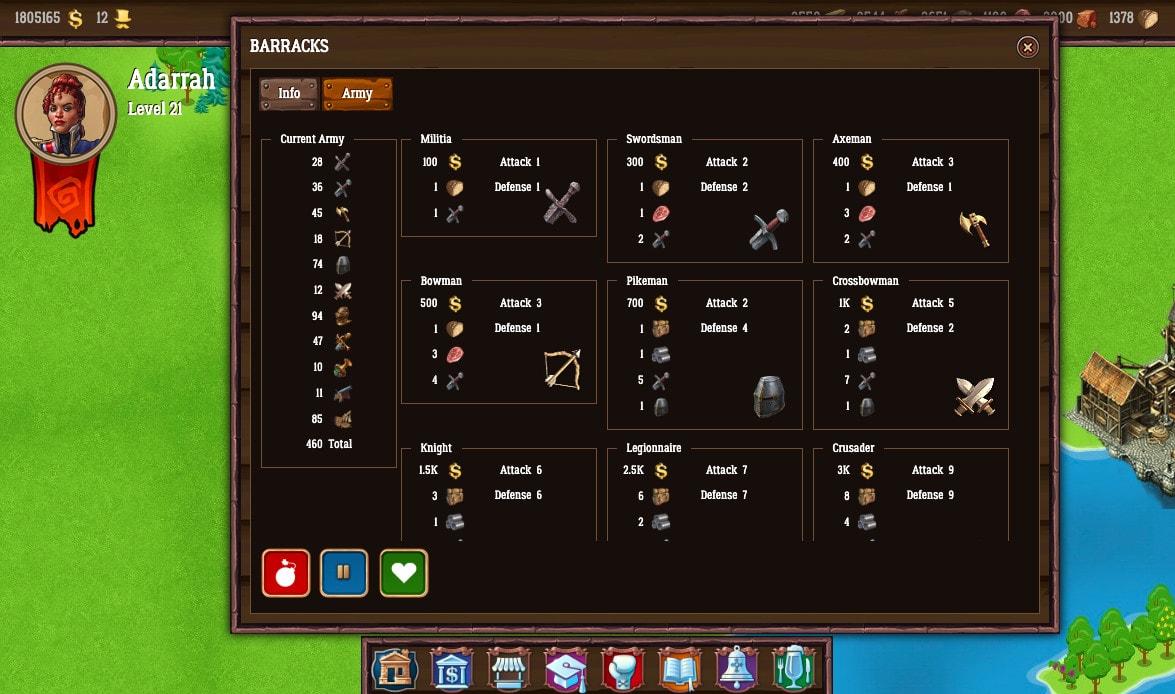 1805165 12
1378
BARRACKS
Adarrah
Level 21
Info Army
Current Army
28
36
45
18
74
12
94
47
10
11
85
460 Total
Militia
100 Attack 1
1 Defense 1
1
Swordsman
300 Attack 2
1 Defense 2
1
2
Axeman
400 Attack 3
1 Defense 1
3
2
Bowman
500 Attack 3
1 Defense 1
3
4
Pikeman
700 Attack 2
1 Defense 4
1
5
1
Crossbowman
1K Attack 5
2 Defense 2
1
7
1
Knight
1.5K Attack 6
3 Defense 6
1
Legionnaire
2.5K Attack 7
6 Defense 7
2
Crusader
3K Attack 9
8 Defense 9
4